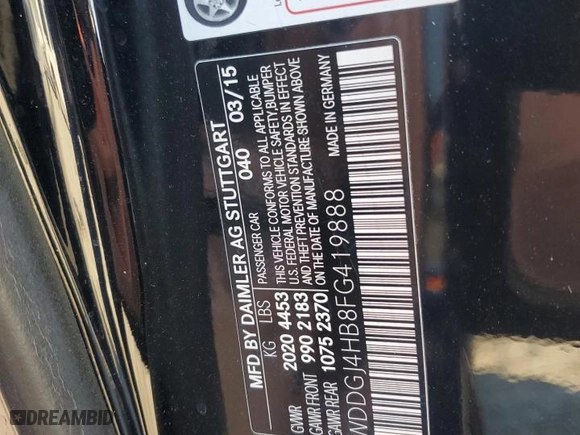 MFD BY DAIMLER AG STUTTGART
040 03/15
PASSENGER CAR
KG LBS
GVWR 2020 4453
GAWR FRONT 990 2183
GAWR REAR 1075 2370
THIS VEHICLE CONFORMS TO ALL APPLICABLE
U.S. FEDERAL MOTOR VEHICLE SAFETY, BUMPER
AND THEFT PREVENTION STANDARDS IN EFFECT
ON THE DATE OF MANUFACTURE SHOWN ABOVE
MADE IN GERMANY
WDDGJ4HB8FG419888
DREAMBID